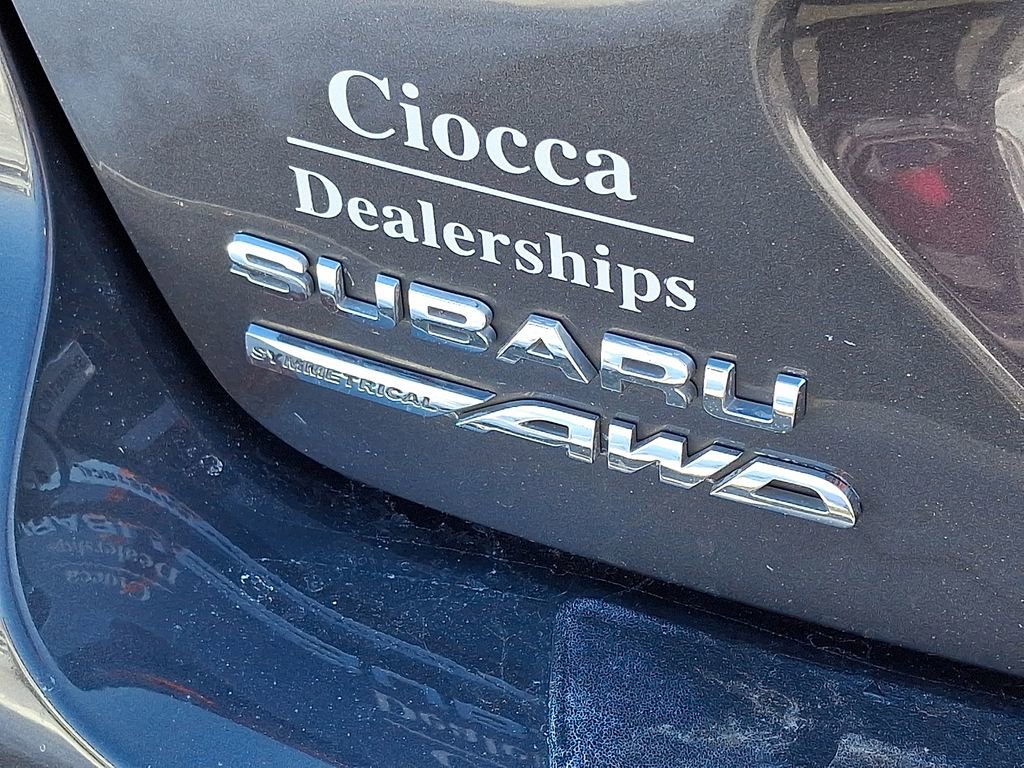 Ciocca
Dealerships
SUBARU
SYMMETRICAL AWD